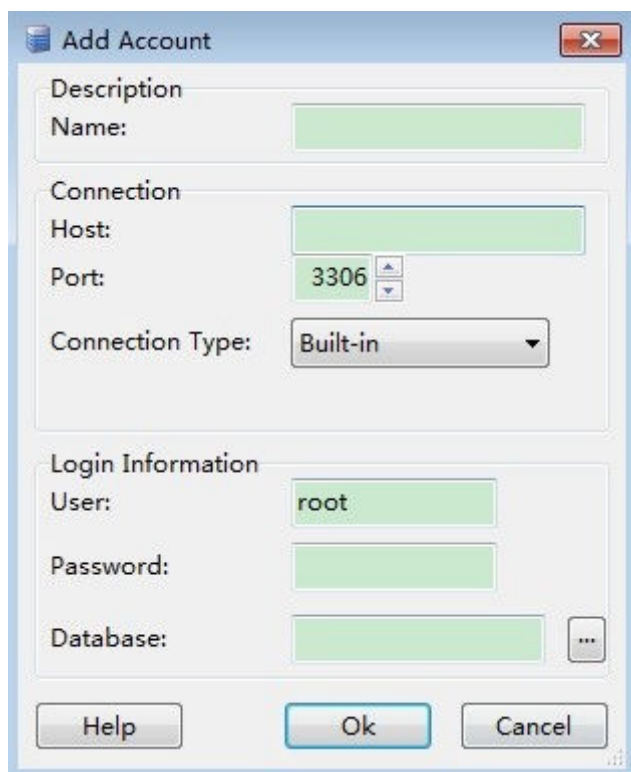 Add Account
Description
Name:
Connection
Host:
Port: 3306
Connection Type: Built-in
Login Information
User: root
Password:
Database: ...
Help Ok Cancel